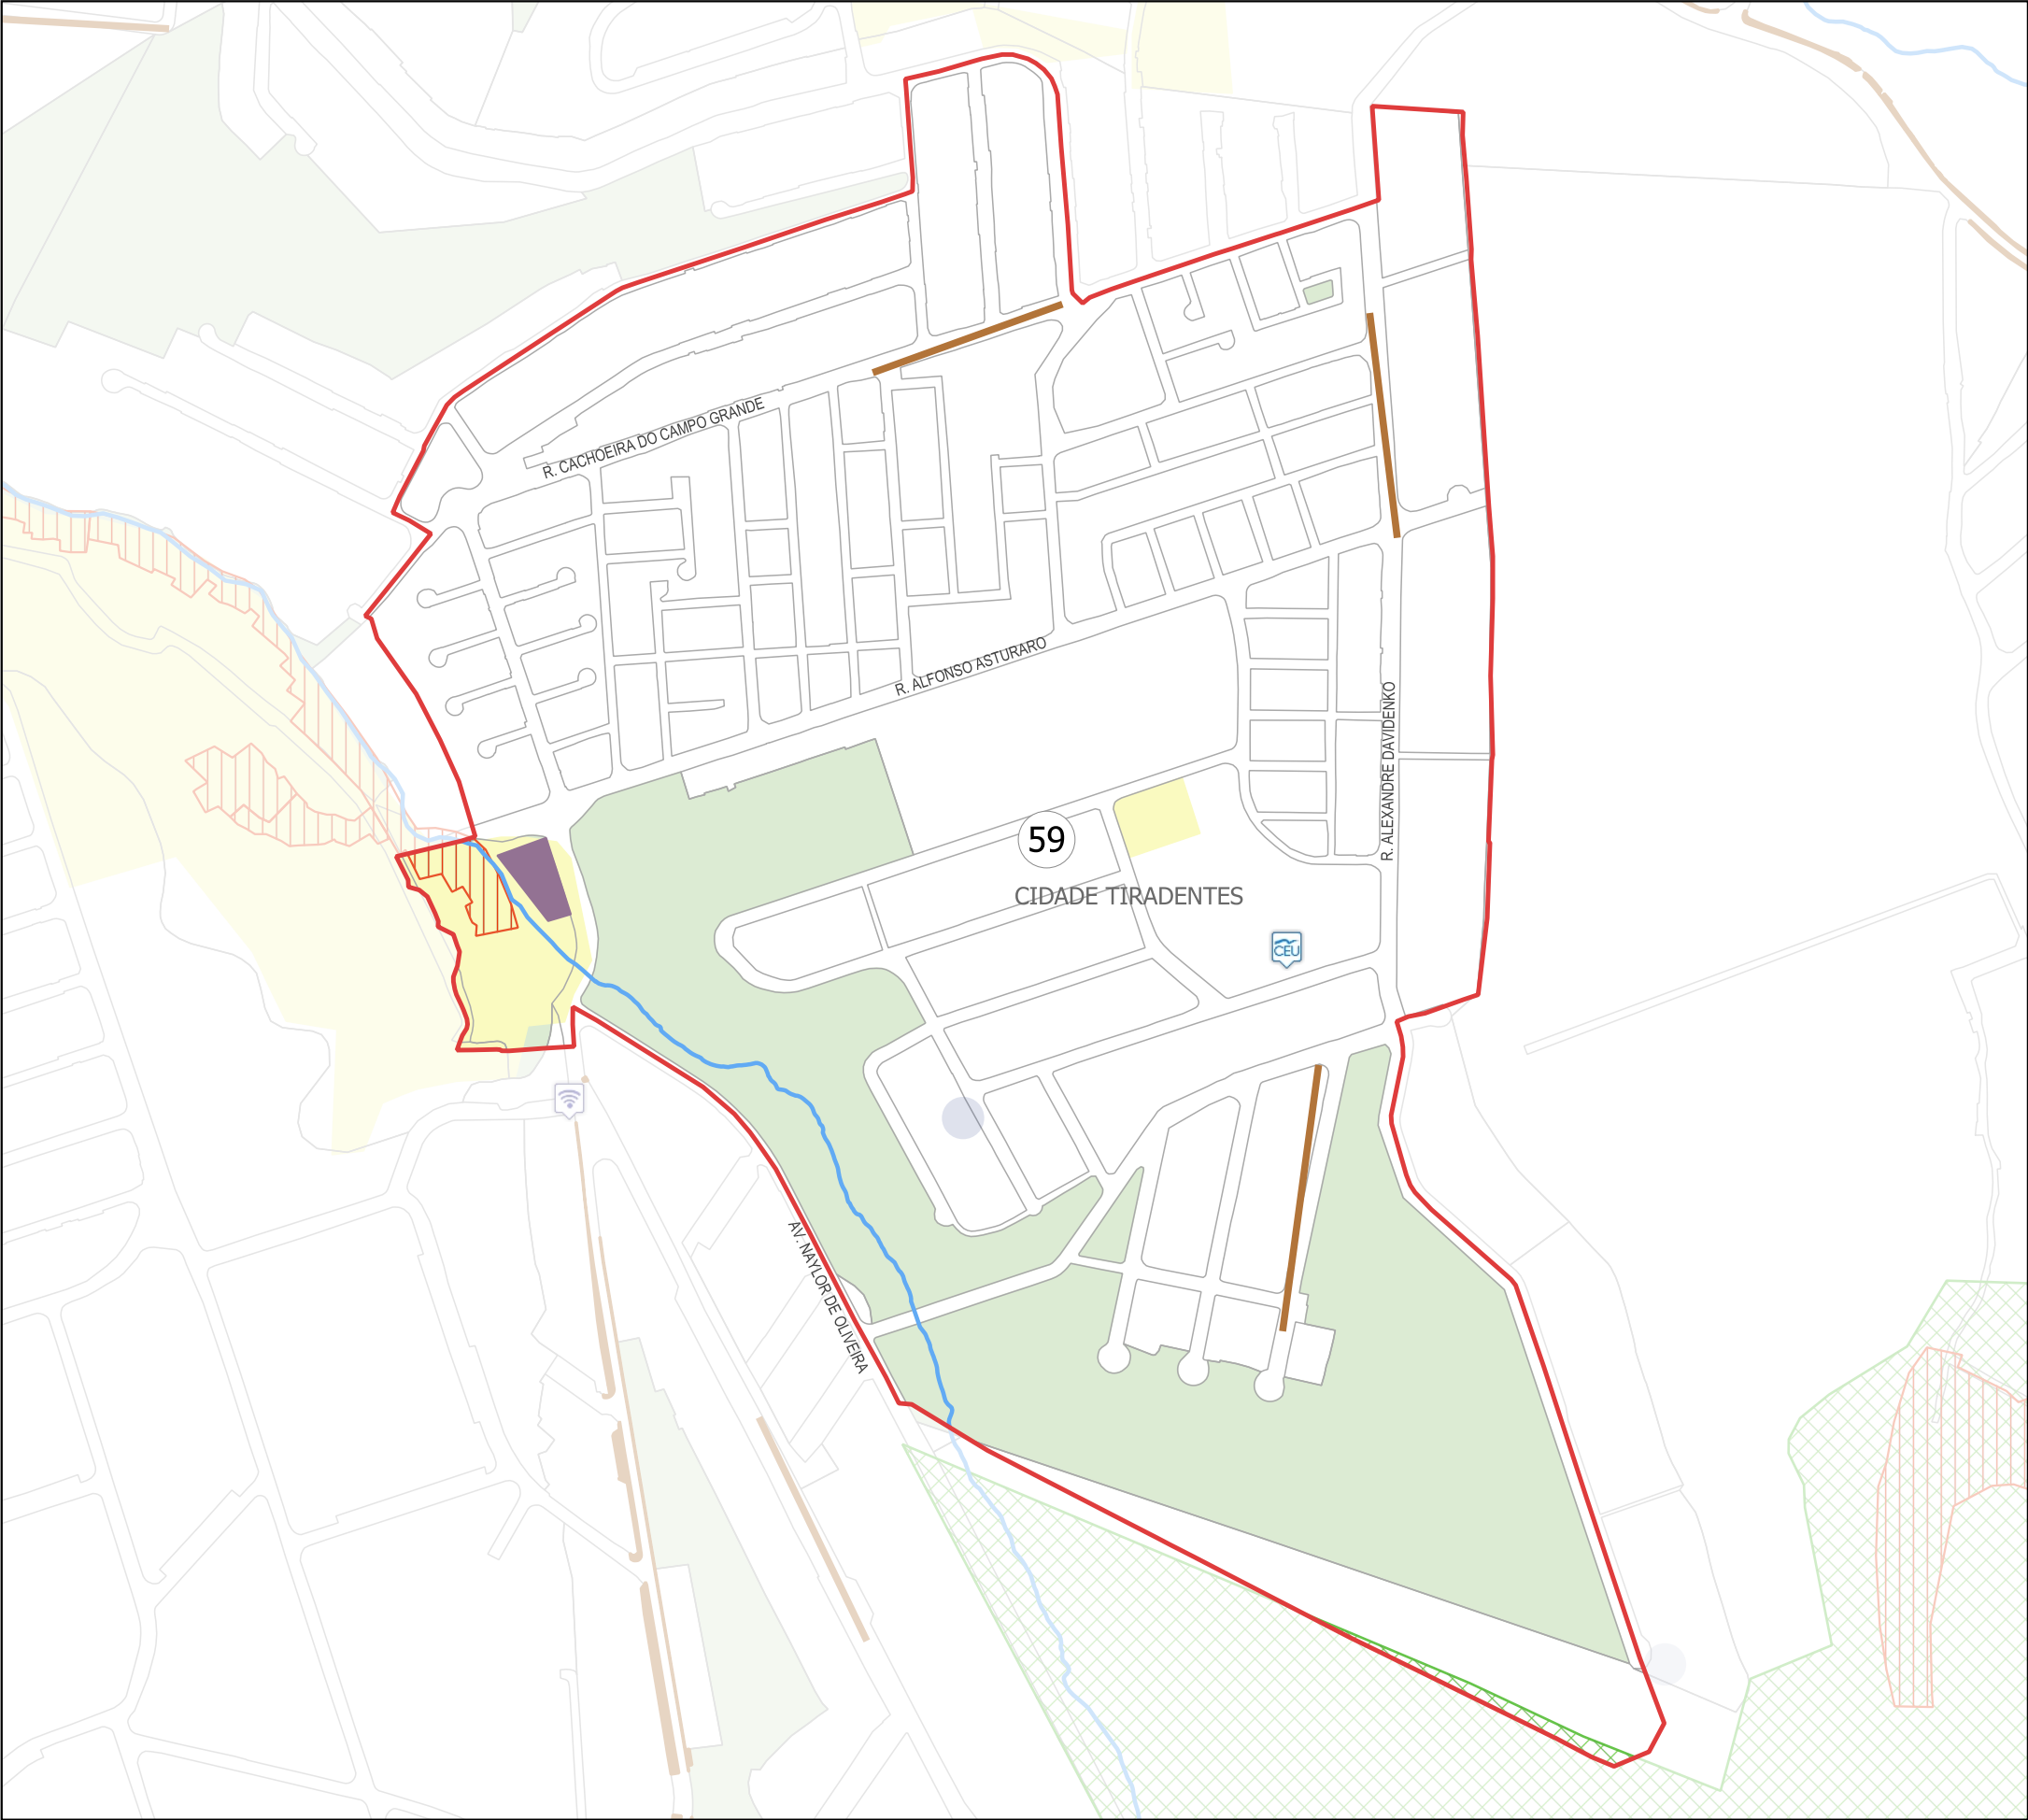 R. CACHOEIRA DO CAMPO GRANDE
R. ALFONSO ASTURARO
R. ALEXANDRE DAVIDENKO
59
CIDADE TIRADENTES
CEU
AV. NAYLOR DE OLIVEIRA